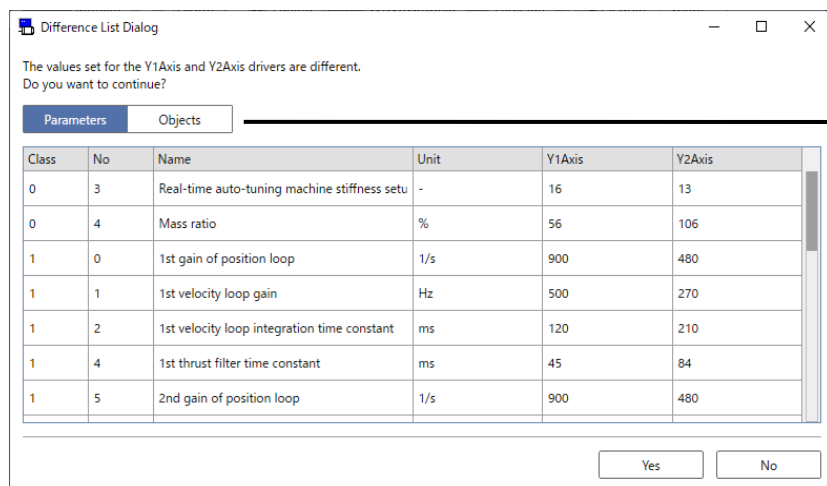 Difference List Dialog
The values set for the Y1Axis and Y2Axis drivers are different.
Do you want to continue?
Parameters Objects
Class No Name Unit Y1Axis Y2Axis
0 3 Real-time auto-tuning machine stiffness setu - 16 13
0 4 Mass ratio % 56 106
1 0 1st gain of position loop 1/s 900 480
1 1 1st velocity loop gain Hz 500 270
1 2 1st velocity loop integration time constant ms 120 210
1 4 1st thrust filter time constant ms 45 84
1 5 2nd gain of position loop 1/s 900 480
Yes No